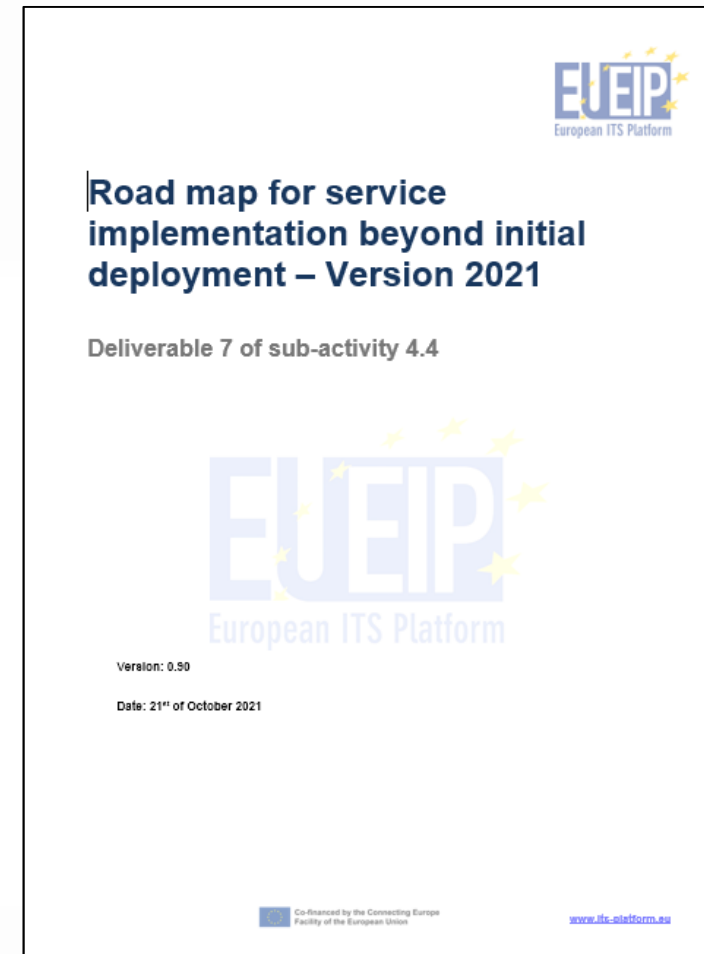 EU EIP
European ITS Platform
Road map for service
implementation beyond initial
deployment – Version 2021
Deliverable 7 of sub-activity 4.4
EU EIP
European ITS Platform
Version: 0.90
Date: 21st of October 2021
Co-financed by the Connecting Europe
Facility of the European Union
www.its-platform.eu